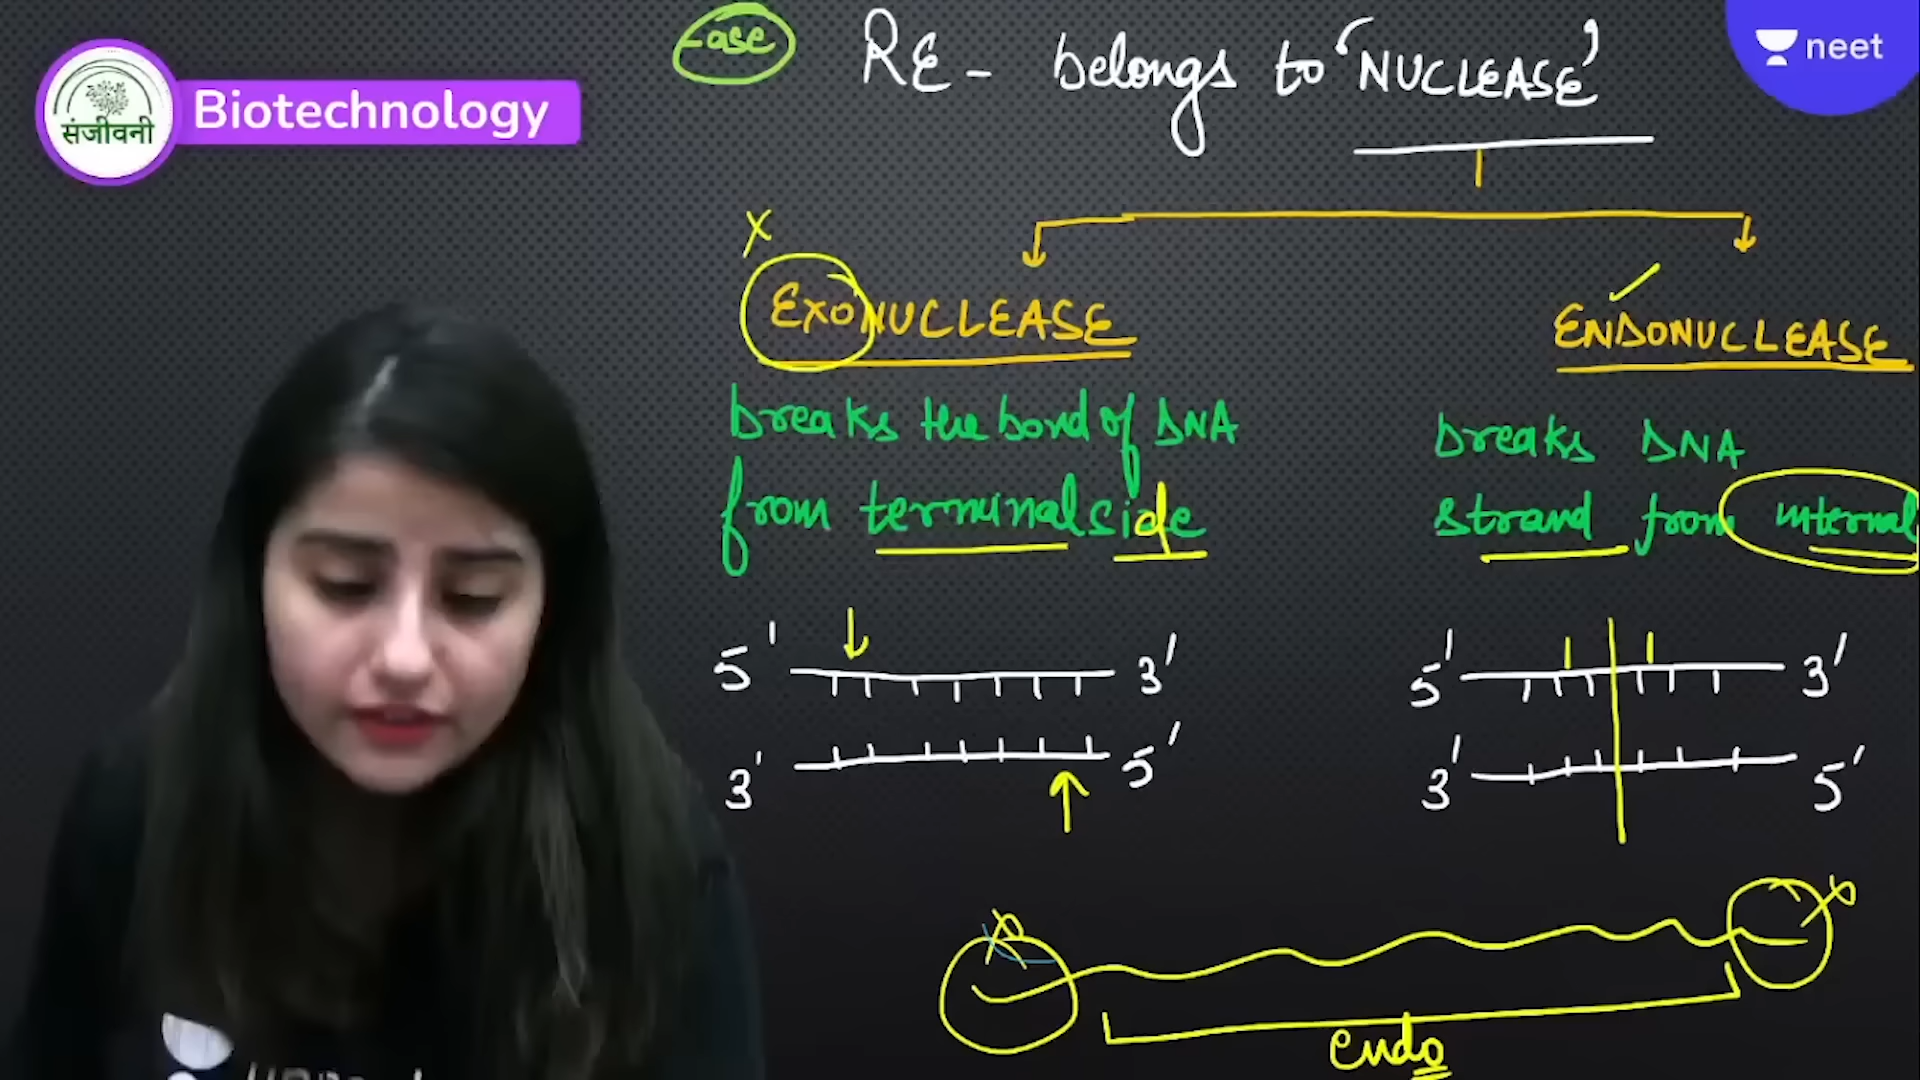 -ase
RE - belongs to 'NUCLEASE'
neet
संजीवनी
Biotechnology
X
EXONUCLEASE
ENDONUCLEASE
breaks the bond of DNA
from terminal side
breaks DNA
strand from internal
5' 3'
3' 5'
5' 3'
3' 5'
endo